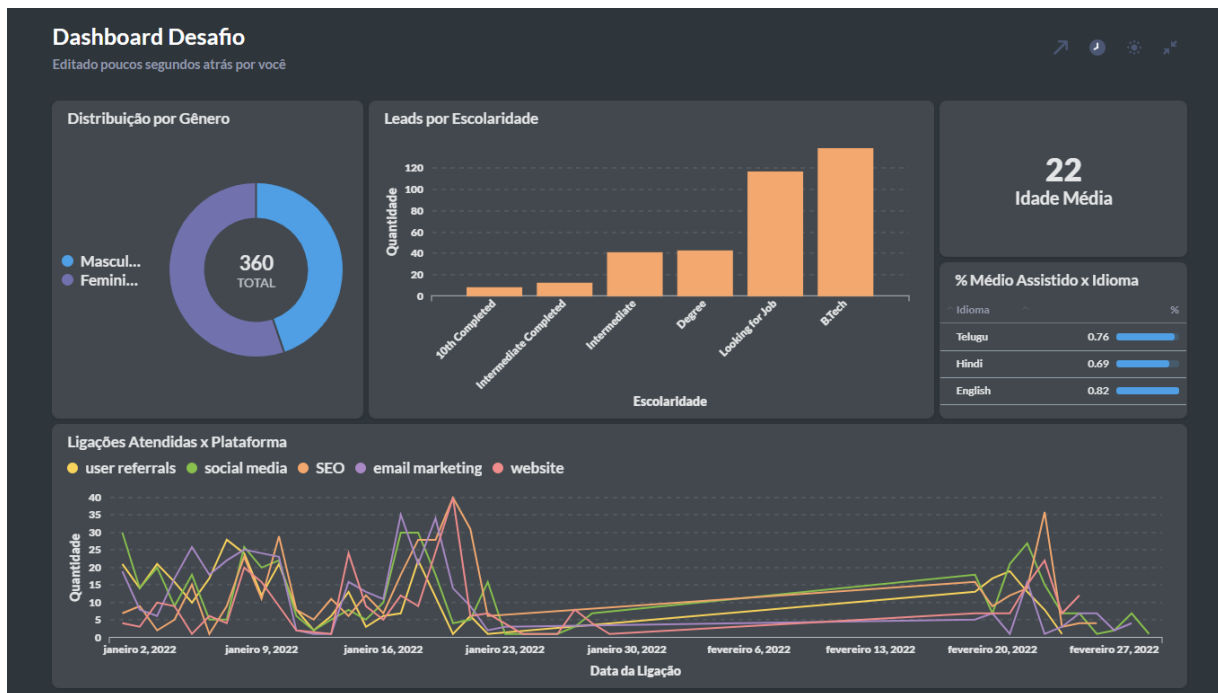 Dashboard Desafio
Editado poucos segundos atrás por você
Distribuição por Gênero
Mascul...
Femini...
360
TOTAL
Leads por Escolaridade
Quantidade
120
100
80
60
40
20
0
10th Completed
Intermediate Completed
Intermediate
Degree
Looking for Job
B.Tech
Escolaridade
22
Idade Média
% Médio Assistido x Idioma
Idioma %
Telugu 0.76
Hindi 0.69
English 0.82
Ligações Atendidas x Plataforma
user referrals social media SEO email marketing website
Quantidade
40
35
30
25
20
15
10
5
0
janeiro 2, 2022 janeiro 9, 2022 janeiro 16, 2022 janeiro 23, 2022 janeiro 30, 2022 fevereiro 6, 2022 fevereiro 13, 2022 fevereiro 20, 2022 fevereiro 27, 2022
Data da Ligação